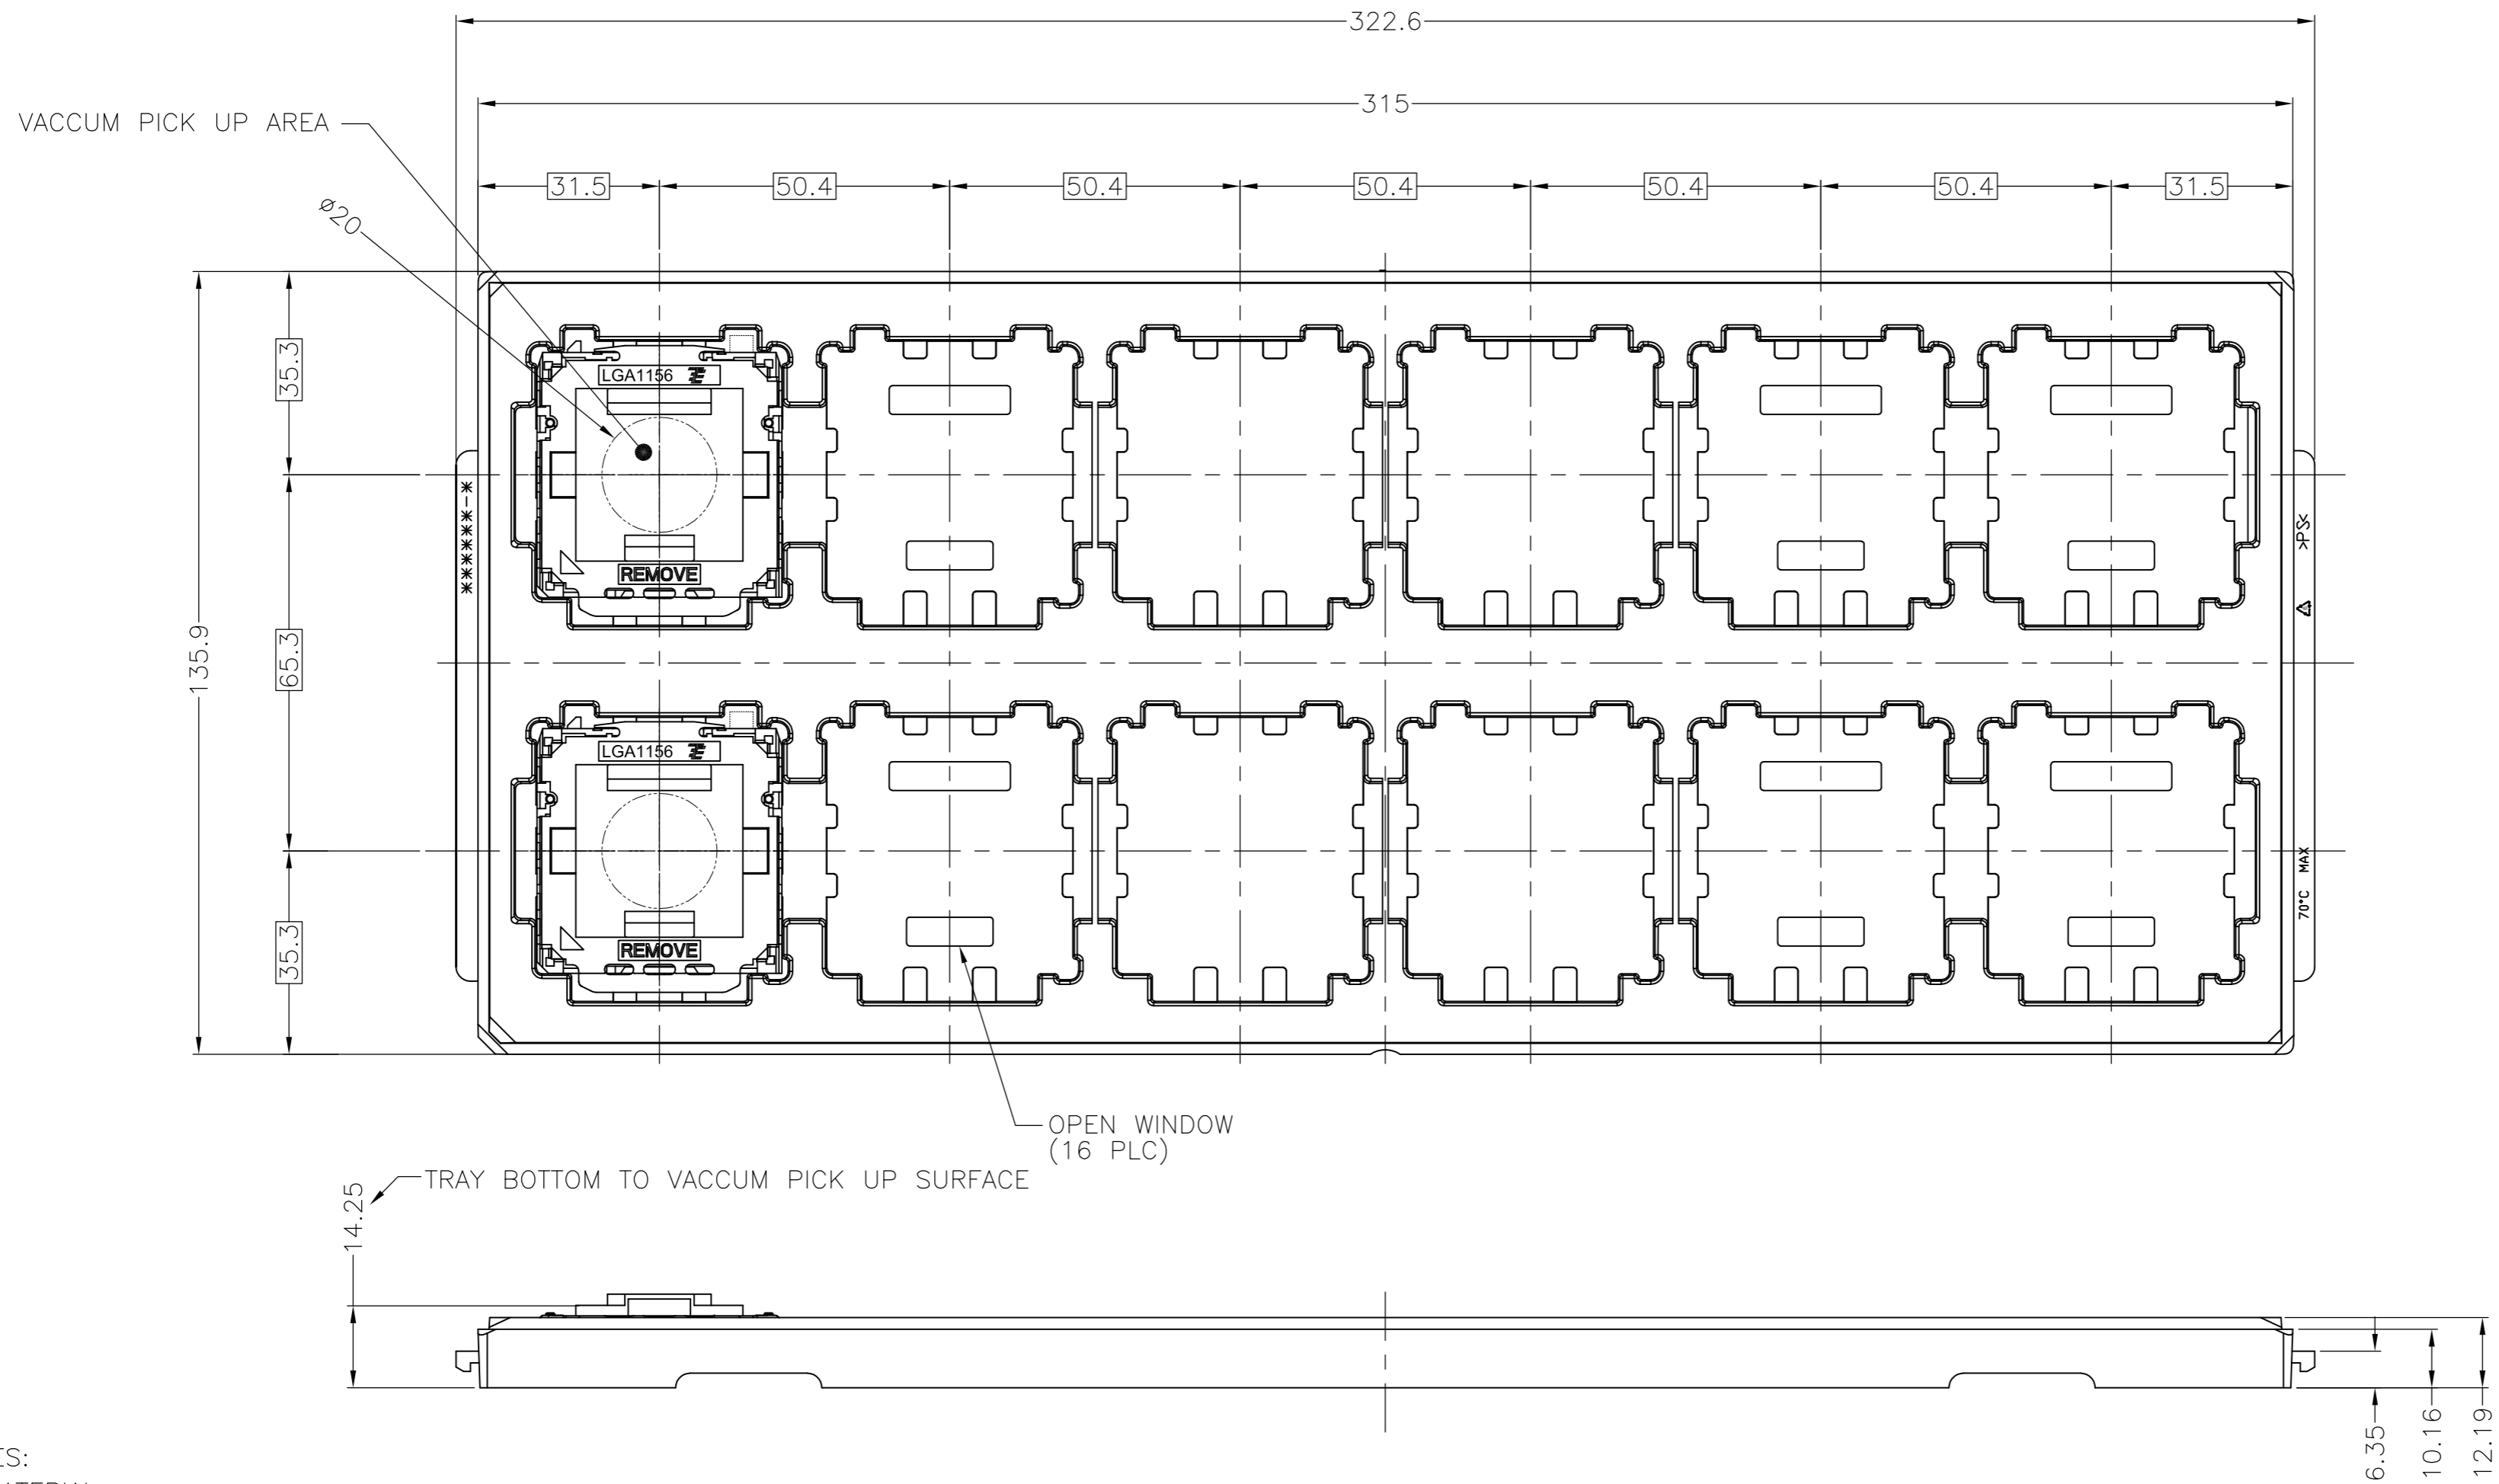 322.6
315
VACCUM PICK UP AREA
31.5
50.4
50.4
50.4
50.4
50.4
31.5
ø20
35.3
LGA1156
REMOVE
*******-*
>PS<
135.9
65.3
LGA1156
REMOVE
70°C MAX
35.3
OPEN WINDOW
(16 PLC)
TRAY BOTTOM TO VACCUM PICK UP SURFACE
14.25
6.35
10.16
12.19